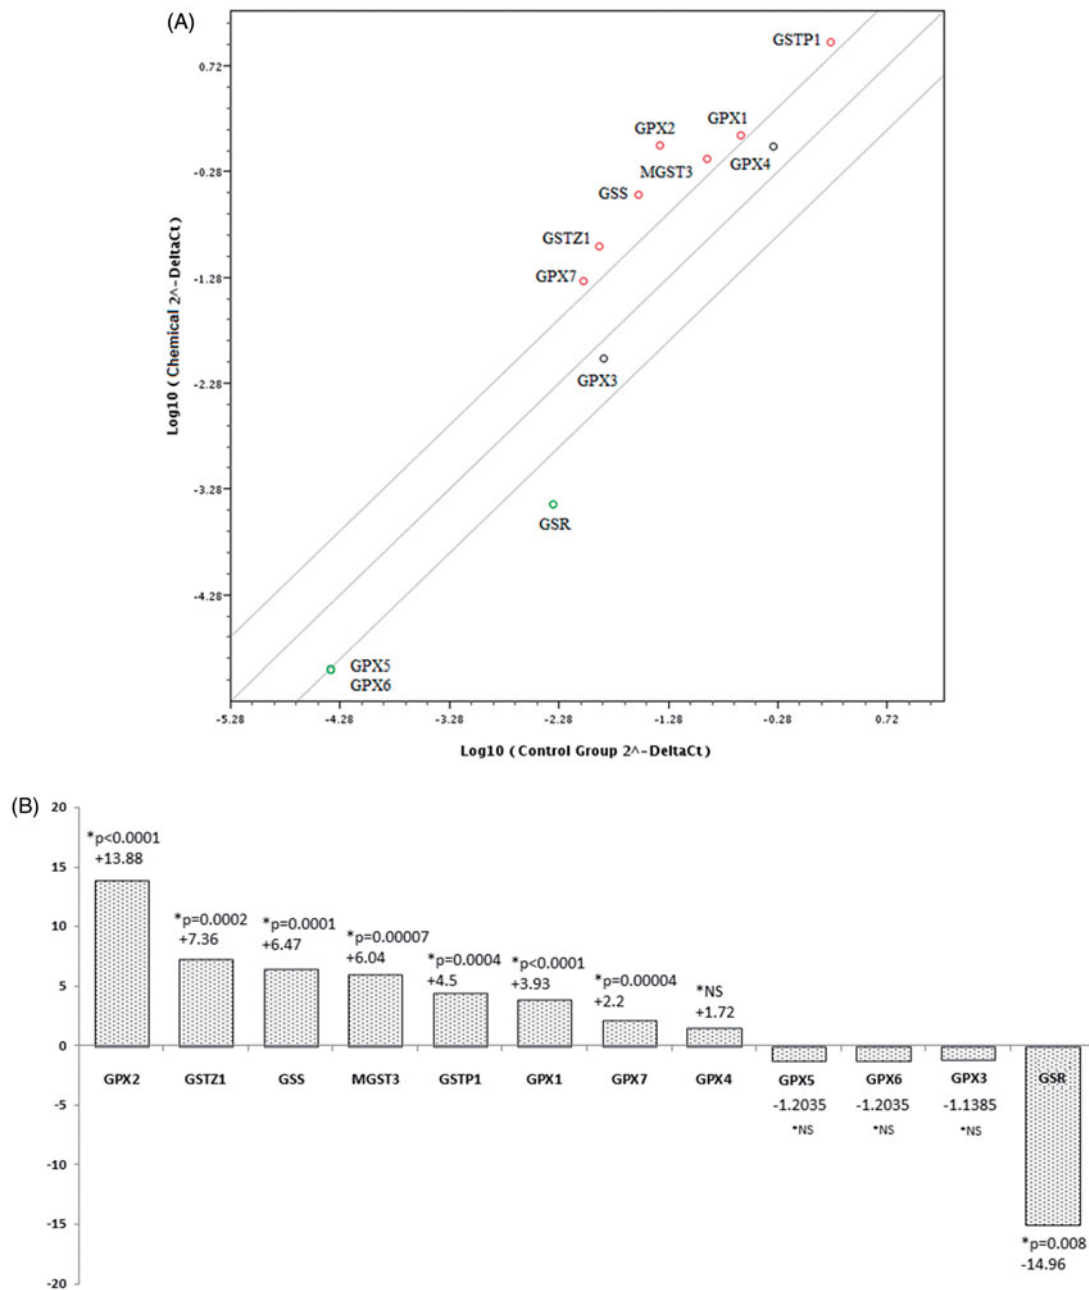 (A)
GSTP1
0.72
GPX1
GPX2
GPX4
MGST3
-0.28
GSS
GSTZ1
GPX7
-1.28
GPX3
-2.28
-3.28
GSR
-4.28
GPX5
GPX6
Log10 (Chemical 2^-DeltaCt)
-5.28 -4.28 -3.28 -2.28 -1.28 -0.28 0.72
Log10 (Control Group 2^-DeltaCt)
(B)
20
15
10
5
0
-5
-10
-15
-20
*p<0.0001
+13.88
*p=0.0002
+7.36
*p=0.0001
+6.47
*p=0.00007
+6.04
*p=0.0004
+4.5
*p<0.0001
+3.93
*p=0.00004
+2.2
*NS
+1.72
GPX2 GSTZ1 GSS MGST3 GSTP1 GPX1 GPX7 GPX4 GPX5 GPX6 GPX3 GSR
-1.2035 -1.2035 -1.1385
*NS *NS *NS
*p=0.008
-14.96